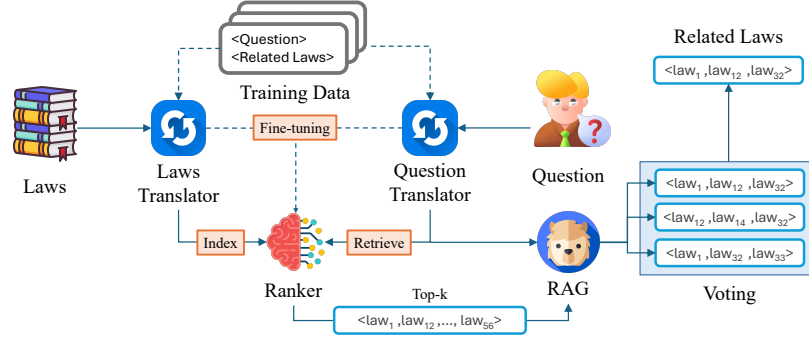 <Question>
<Related Laws>
Training Data
Related Laws
<law₁ ,law₁₂ ,law₃₂>
Fine-tuning
Laws
Laws
Translator
Question
Translator
Question
<law₁ ,law₁₂ ,law₃₂>
<law₁₂ ,law₁₄ ,law₃₂>
<law₁ ,law₃₂ ,law₃₃>
Index
Retrieve
Ranker
RAG
Voting
Top-k
<law₁ ,law₁₂ ,..., law₅₆>